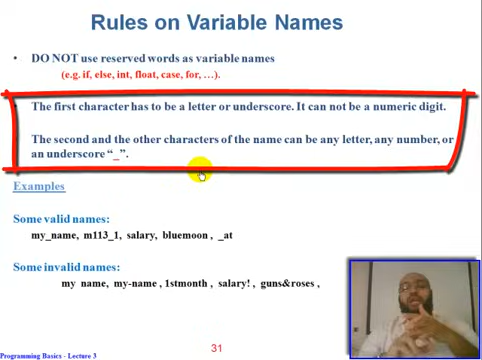 Rules on Variable Names
• DO NOT use reserved words as variable names
(e.g. if, else, int, float, case, for, …).
The first character has to be a letter or underscore. It can not be a numeric digit.
The second and the other characters of the name can be any letter, any number, or
an underscore “_”.
Examples
Some valid names:
my_name, m113_1, salary, bluemoon , _at
Some invalid names:
my name, my-name , 1stmonth , salary! , guns&roses ,
31
Programming Basics - Lecture 3